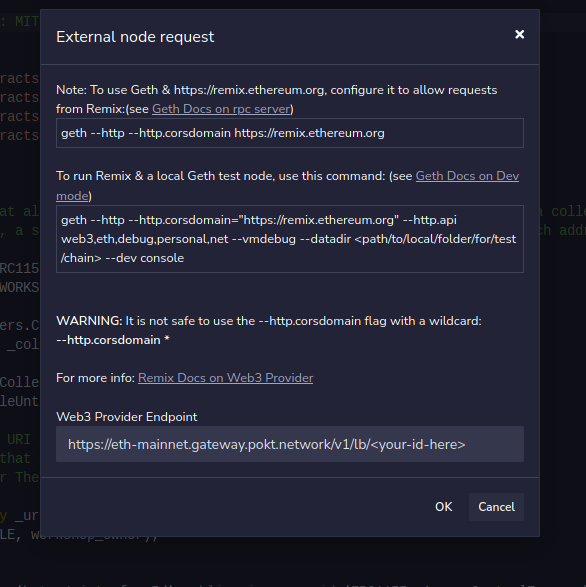 : MIT
External node request
×
Note: To use Geth & https://remix.ethereum.org, configure it to allow requests
from Remix:(see Geth Docs on rpc server)
geth --http --http.corsdomain https://remix.ethereum.org
To run Remix & a local Geth test node, use this command: (see Geth Docs on Dev
mode)
geth --http --http.corsdomain="https://remix.ethereum.org" --http.api
web3,eth,debug,personal,net --vmdebug --datadir <path/to/local/folder/for/test
/chain> --dev console
WARNING: It is not safe to use the --http.corsdomain flag with a wildcard:
--http.corsdomain *
For more info: Remix Docs on Web3 Provider
Web3 Provider Endpoint
https://eth-mainnet.gateway.pokt.network/v1/lb/<your-id-here>
OK
Cancel
racts
racts
racts
racts
at al
a colle
, a s
ch addr
RC115
WORKS
ers.C
_col
Colle
leUnt
URI
that
r The
y _ur
LE, workshop_owner);